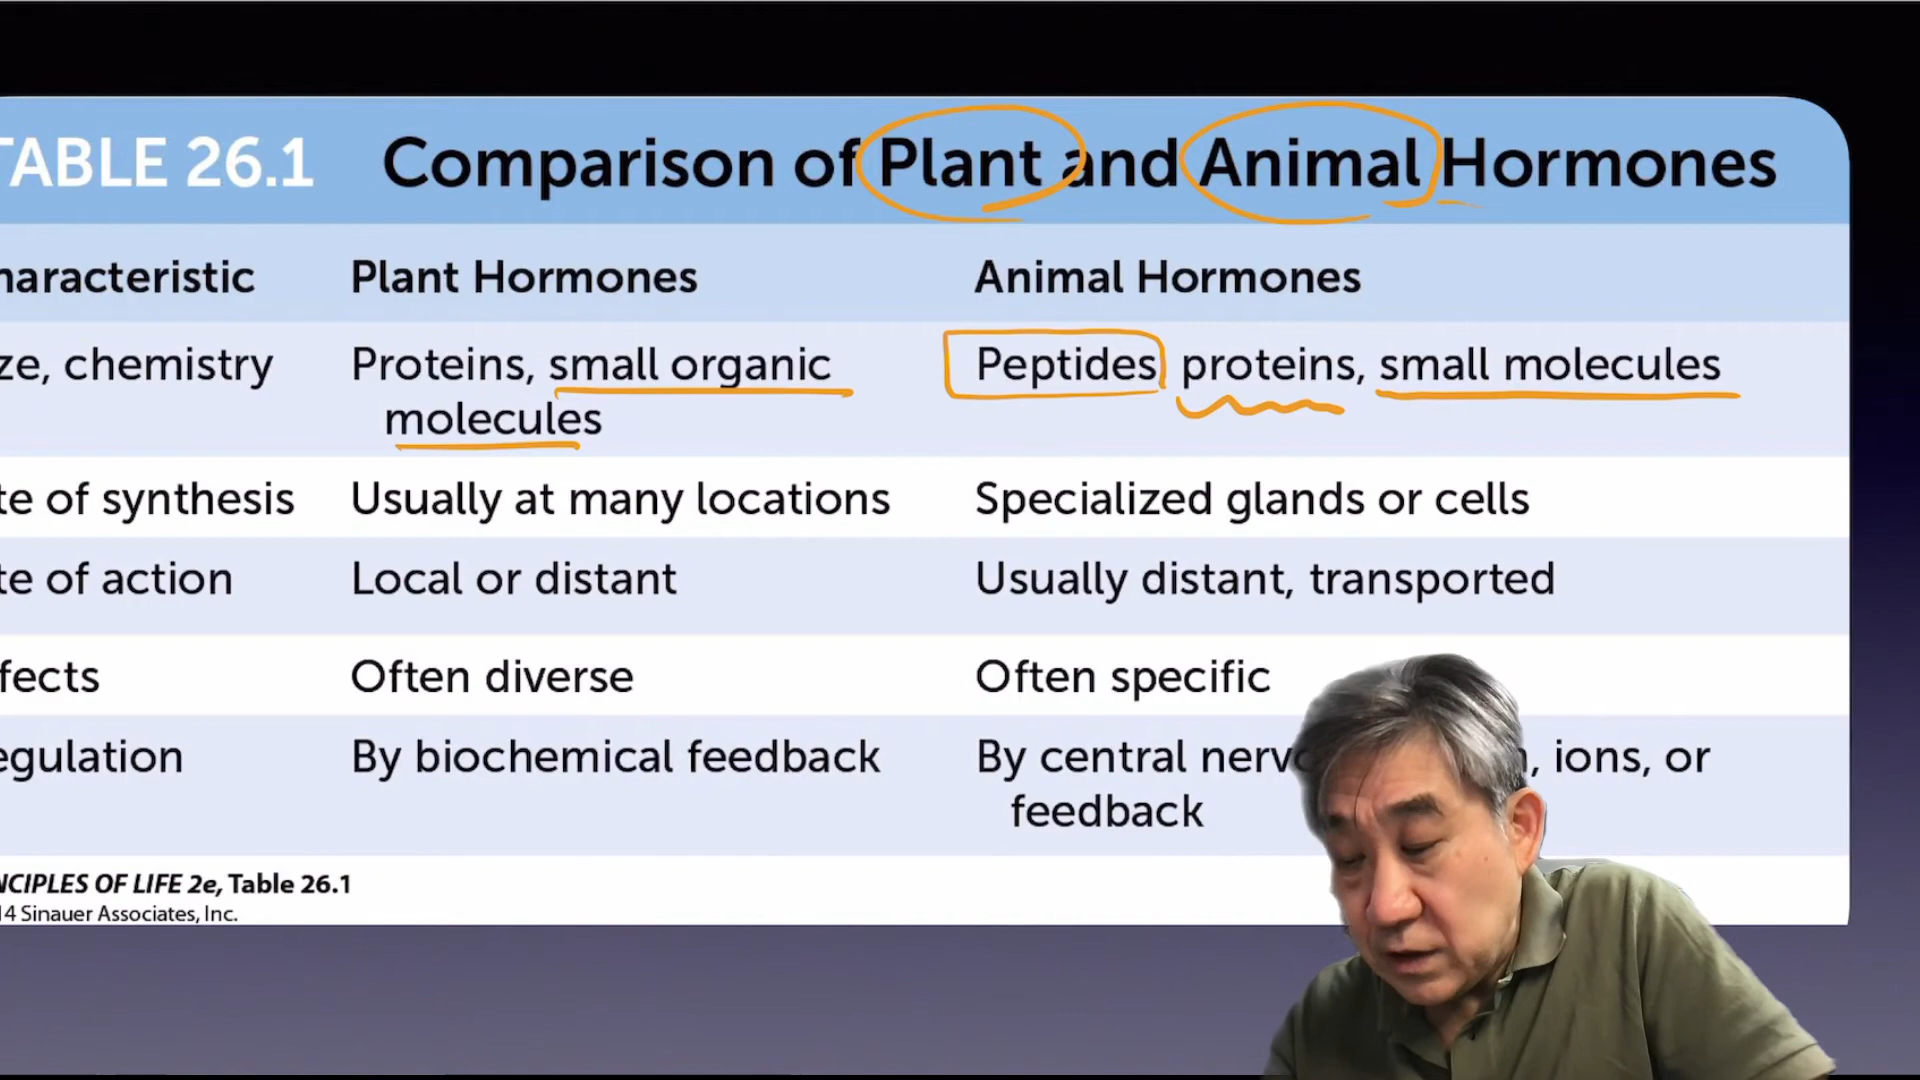 TABLE 26.1 Comparison of Plant and Animal Hormones
haracteristic Plant Hormones Animal Hormones
ze, chemistry Proteins, small organic Peptides, proteins, small molecules
molecules
te of synthesis Usually at many locations Specialized glands or cells
te of action Local or distant Usually distant, transported
fects Often diverse Often specific
egulation By biochemical feedback By central , ions, or
feedback
NCIPLES OF LIFE 2e, Table 26.1
14 Sinauer Associates, Inc.